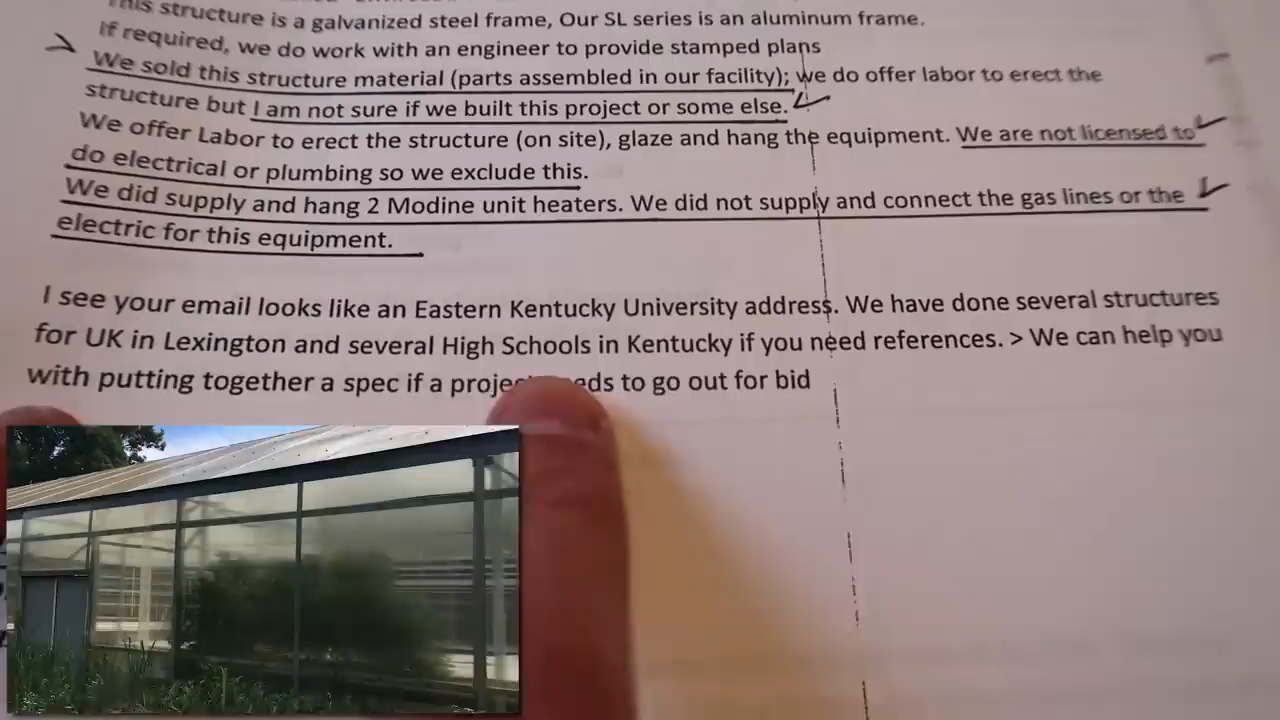 This structure is a galvanized steel frame, Our SL series is an aluminum frame.
If required, we do work with an engineer to provide stamped plans
We sold this structure material (parts assembled in our facility); we do offer labor to erect the
structure but I am not sure if we built this project or some else.
We offer Labor to erect the structure (on site), glaze and hang the equipment. We are not licensed to
do electrical or plumbing so we exclude this.
We did supply and hang 2 Modine unit heaters. We did not supply and connect the gas lines or the
electric for this equipment.
I see your email looks like an Eastern Kentucky University address. We have done several structures
for UK in Lexington and several High Schools in Kentucky if you need references. > We can help you
with putting together a spec if a to go out for bid